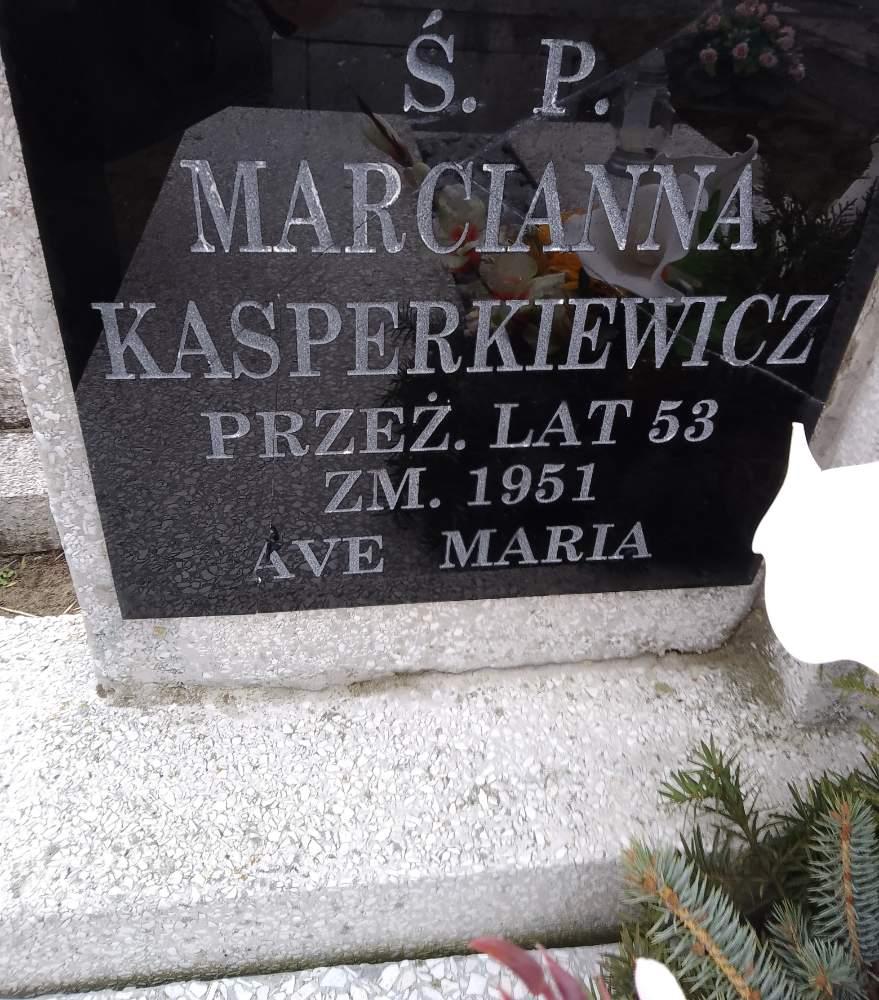 Ś. P.
MARCIANNA
KASPERKIEWICZ
PRZEŻ. LAT 53
ZM. 1951
AVE MARIA